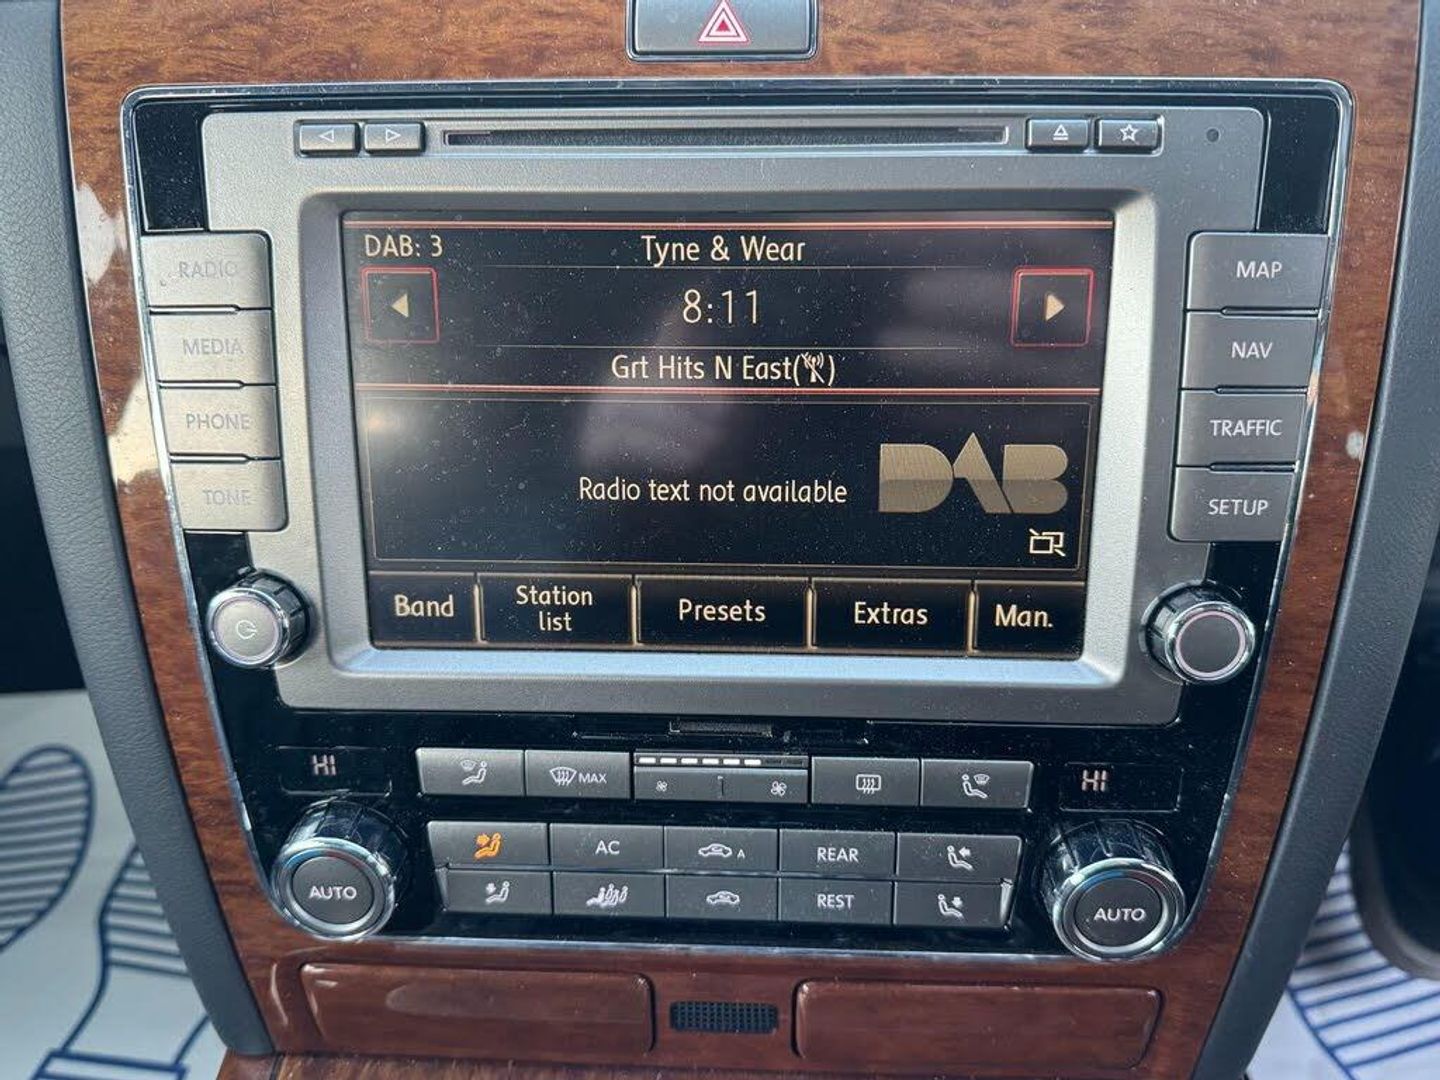 DAB: 3
Tyne & Wear
8:11
Grt Hits N East( )
Radio text not available
DAB
Band
Station list
Presets
Extras
Man.
RADIO
MEDIA
PHONE
TONE
MAP
NAV
TRAFFIC
SETUP
HI
MAX
HI
AUTO
AC
A
REAR
REST
AUTO